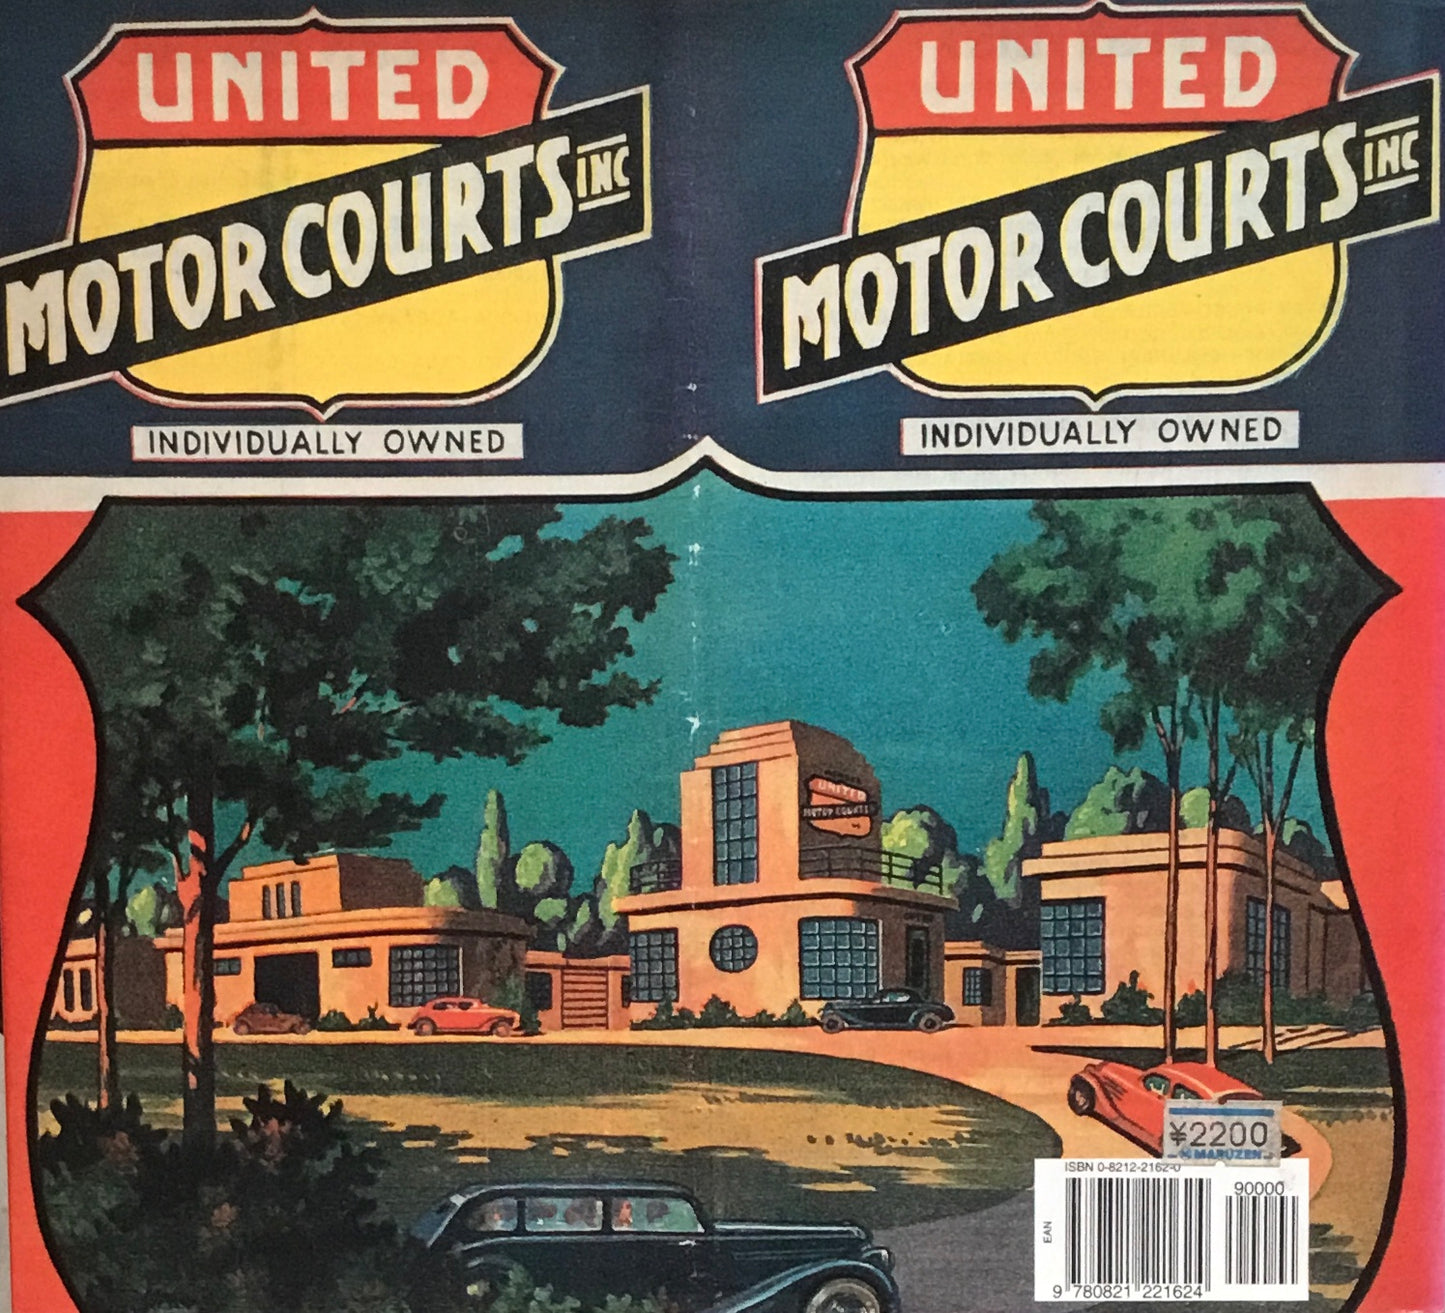 UNITED
MOTOR COURTS INC
INDIVIDUALLY OWNED
UNITED
MOTOR COURTS INC
INDIVIDUALLY OWNED
UNITED
MOTOR COURTS
¥2200
MARUZEN
ISBN 0-8212-2162-0
90000
EAN
9 780821 221624